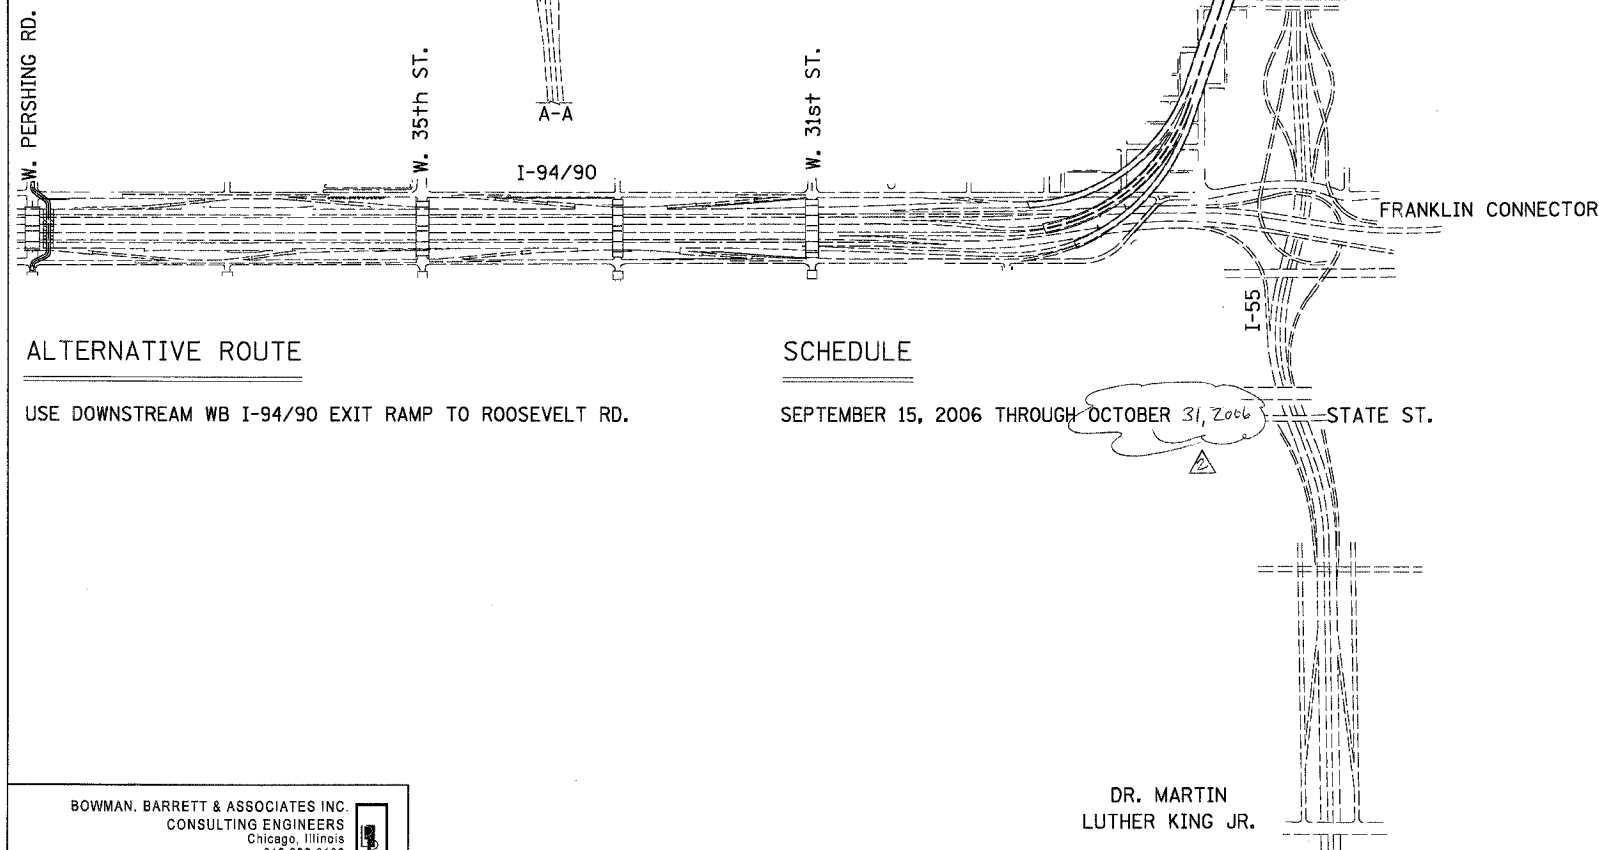 W. PERSHING RD.
W. 35th ST.
A-A
I-94/90
W. 31st ST.
FRANKLIN CONNECTOR
I-55
ALTERNATIVE ROUTE
USE DOWNSTREAM WB I-94/90 EXIT RAMP TO ROOSEVELT RD.
SCHEDULE
SEPTEMBER 15, 2006 THROUGH OCTOBER 31, 2006
2
STATE ST.
DR. MARTIN
LUTHER KING JR.
BOWMAN, BARRETT & ASSOCIATES INC.
CONSULTING ENGINEERS
Chicago, Illinois